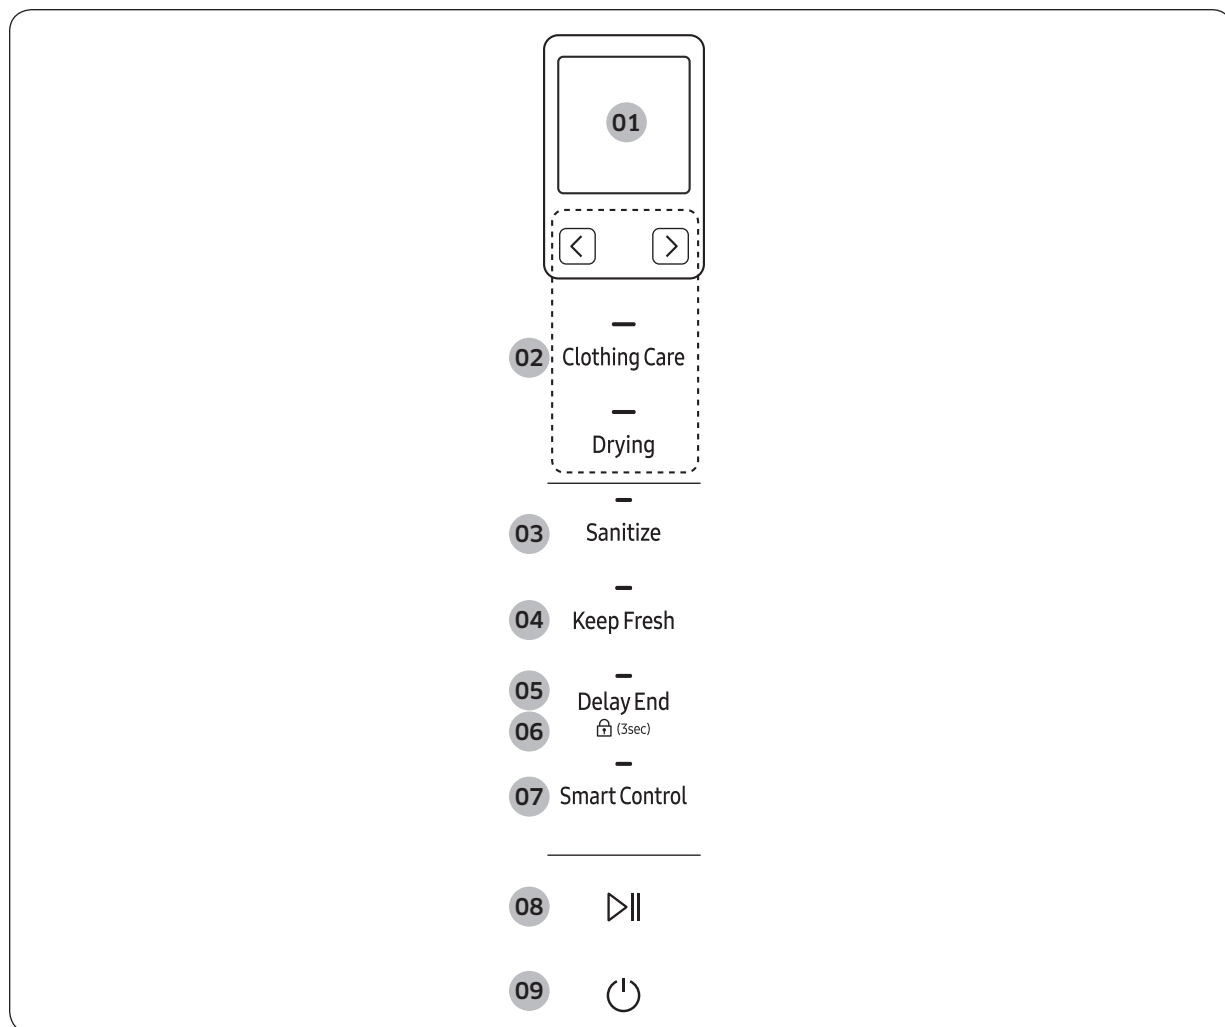 01
02 Clothing Care
Drying
03 Sanitize
04 Keep Fresh
05 Delay End
06 (3sec)
07 Smart Control
08
09